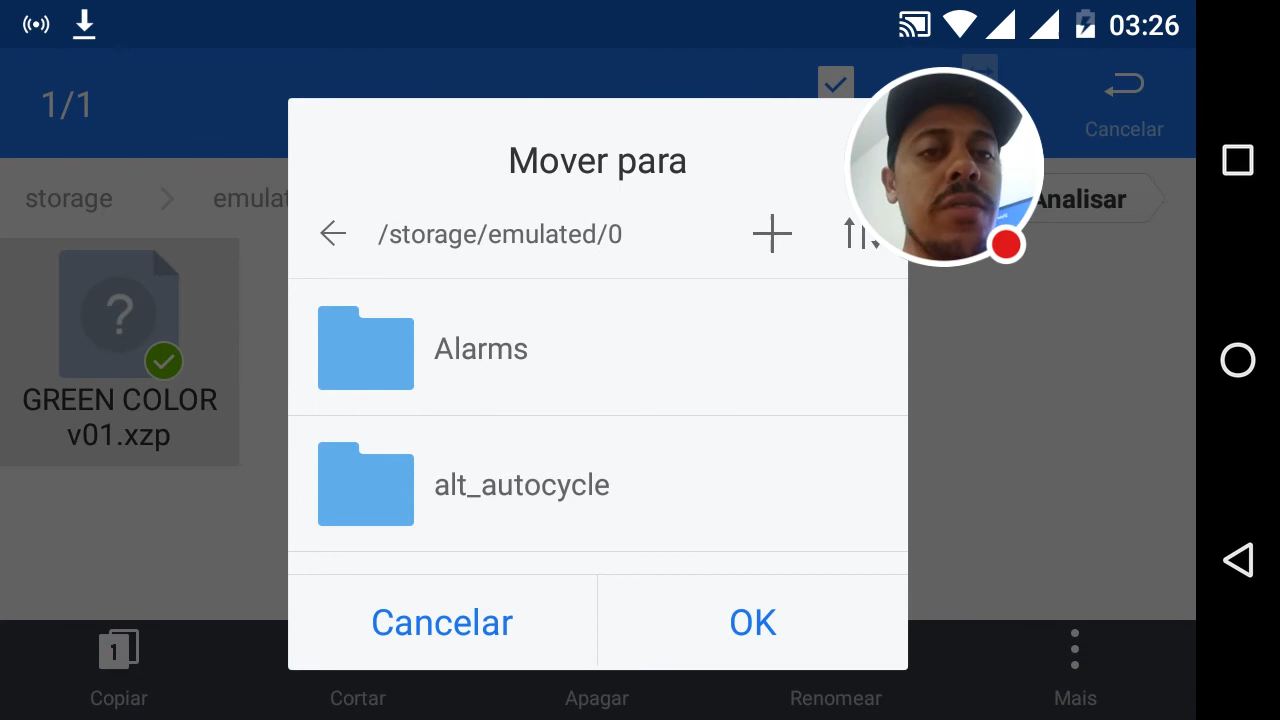 03:26
1/1
Cancelar
storage
emulat
Analisar
Mover para
/storage/emulated/0
?
GREEN COLOR
v01.xzp
Alarms
alt_autocycle
Cancelar
OK
1
Copiar
Cortar
Apagar
Renomear
Mais